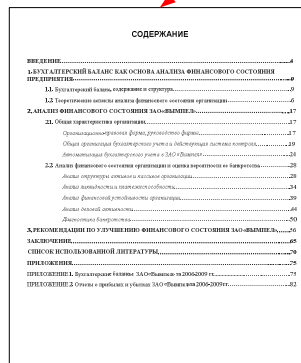 СОДЕРЖАНИЕ
ВВЕДЕНИЕ 4
1. БУХГАЛТЕРСКИЙ БАЛАНС КАК ОСНОВА АНАЛИЗА ФИНАНСОВОГО СОСТОЯНИЯ
ПРЕДПРИЯТИЯ 9
1.1. Бухгалтерский баланс, содержание и структура 9
1.2 Теоретические аспекты анализа финансового состояния организации 6
2. АНАЛИЗ ФИНАНСОВОГО СОСТОЯНИЯ ЗАО «ВЫМПЕЛ» 17
2.1. Общая характеристика организации 17
Организационно-правовая форма, руководство фирмы 17
Общая организация бухгалтерского учета и действующая система контроля 19
Автоматизация бухгалтерского учета в ЗАО «Вымпел» 24
2.2 Анализ финансового состояния организации и оценка вероятности ее банкротства 28
Анализ структуры активов и пассивов организации 28
Анализ ликвидности и платежеспособности 34
Анализ финансовой устойчивости организации 39
Анализ деловой активности 44
Диагностика банкротства 50
3. РЕКОМЕНДАЦИИ ПО УЛУЧШЕНИЮ ФИНАНСОВОГО СОСТОЯНИЯ ЗАО «ВЫМПЕЛ» 56
ЗАКЛЮЧЕНИЕ 65
СПИСОК ИСПОЛЬЗОВАННОЙ ЛИТЕРАТУРЫ 70
ПРИЛОЖЕНИЯ 75
ПРИЛОЖЕНИЕ 1. Бухгалтерские балансы ЗАО «Вымпел» за 2006-2009 гг. 75
ПРИЛОЖЕНИЕ 2 Отчеты о прибылях и убытках ЗАО «Вымпел» за 2006-2009 гг. 82